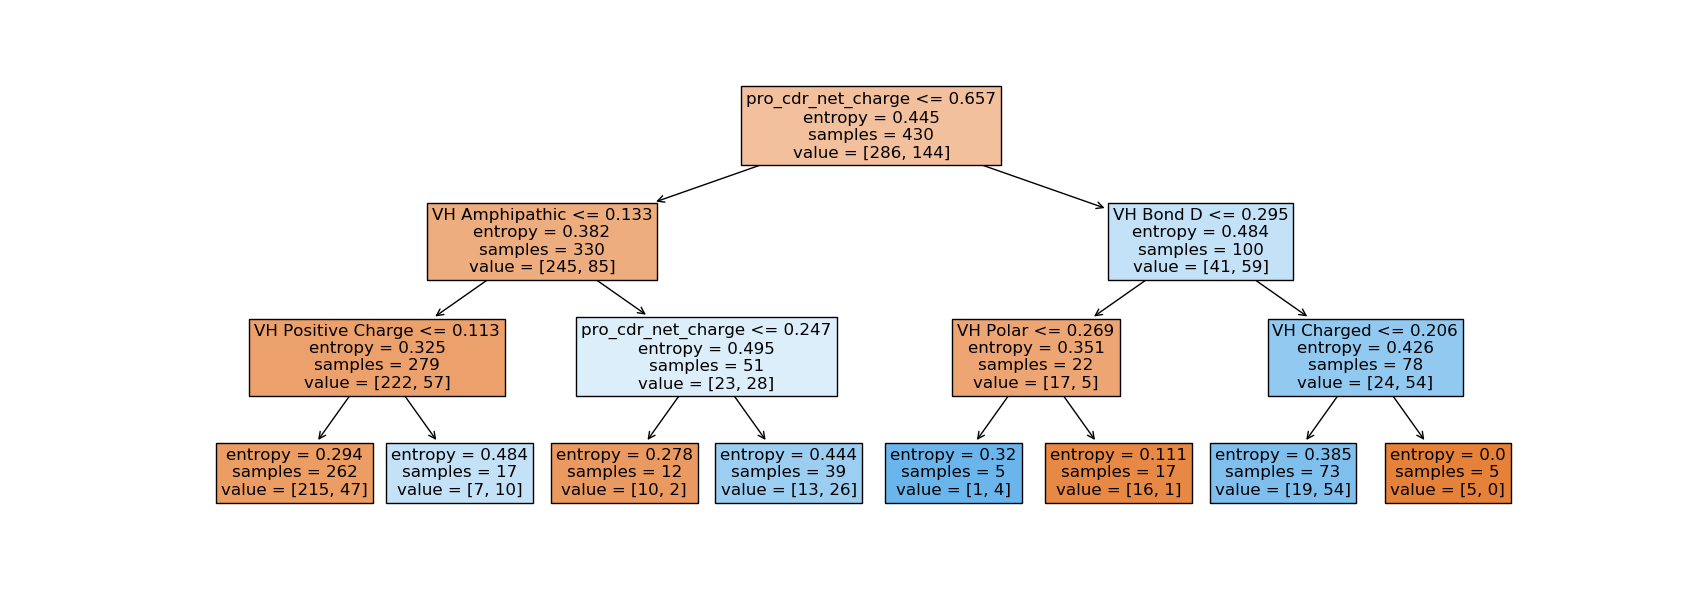 pro_cdr_net_charge <= 0.657
entropy = 0.445
samples = 430
value = [286, 144]
VH Amphipathic <= 0.133
entropy = 0.382
samples = 330
value = [245, 85]
VH Bond D <= 0.295
entropy = 0.484
samples = 100
value = [41, 59]
VH Positive Charge <= 0.113
entropy = 0.325
samples = 279
value = [222, 57]
pro_cdr_net_charge <= 0.247
entropy = 0.495
samples = 51
value = [23, 28]
VH Polar <= 0.269
entropy = 0.351
samples = 22
value = [17, 5]
VH Charged <= 0.206
entropy = 0.426
samples = 78
value = [24, 54]
entropy = 0.294
samples = 262
value = [215, 47]
entropy = 0.484
samples = 17
value = [7, 10]
entropy = 0.278
samples = 12
value = [10, 2]
entropy = 0.444
samples = 39
value = [13, 26]
entropy = 0.32
samples = 5
value = [1, 4]
entropy = 0.111
samples = 17
value = [16, 1]
entropy = 0.385
samples = 73
value = [19, 54]
entropy = 0.0
samples = 5
value = [5, 0]